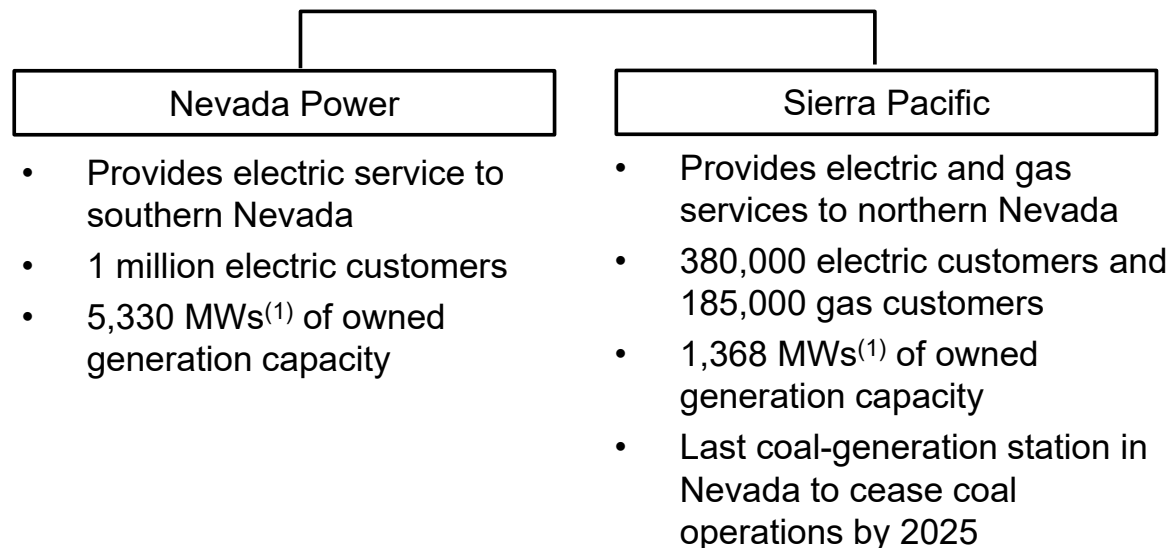 Nevada Power
• Provides electric service to
southern Nevada
• 1 million electric customers
• 5,330 MWs(1) of owned
generation capacity
Sierra Pacific
• Provides electric and gas
services to northern Nevada
• 380,000 electric customers and
185,000 gas customers
• 1,368 MWs(1) of owned
generation capacity
• Last coal-generation station in
Nevada to cease coal
operations by 2025